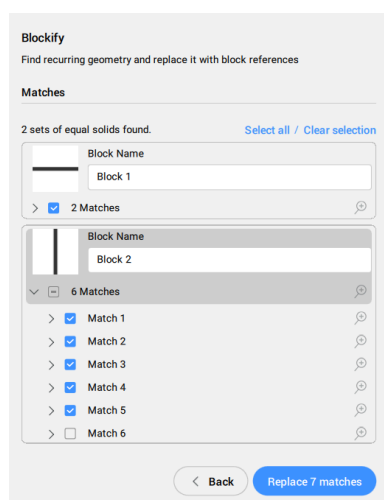 Blockify
Find recurring geometry and replace it with block references
Matches
2 sets of equal solids found. Select all / Clear selection
Block Name
Block 1
2 Matches
Block Name
Block 2
6 Matches
Match 1
Match 2
Match 3
Match 4
Match 5
Match 6
Back Replace 7 matches